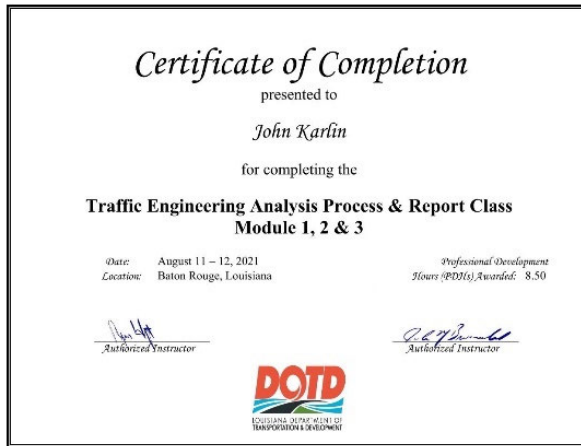 Certificate of Completion
presented to
John Karlin
for completing the
Traffic Engineering Analysis Process & Report Class
Module 1, 2 & 3
Date: August 11 – 12, 2021
Location: Baton Rouge, Louisiana
Professional Development
Hours (PDHs) Awarded: 8.50
Authorized Instructor
Authorized Instructor
DOTD
LOUISIANA DEPARTMENT OF
TRANSPORTATION & DEVELOPMENT